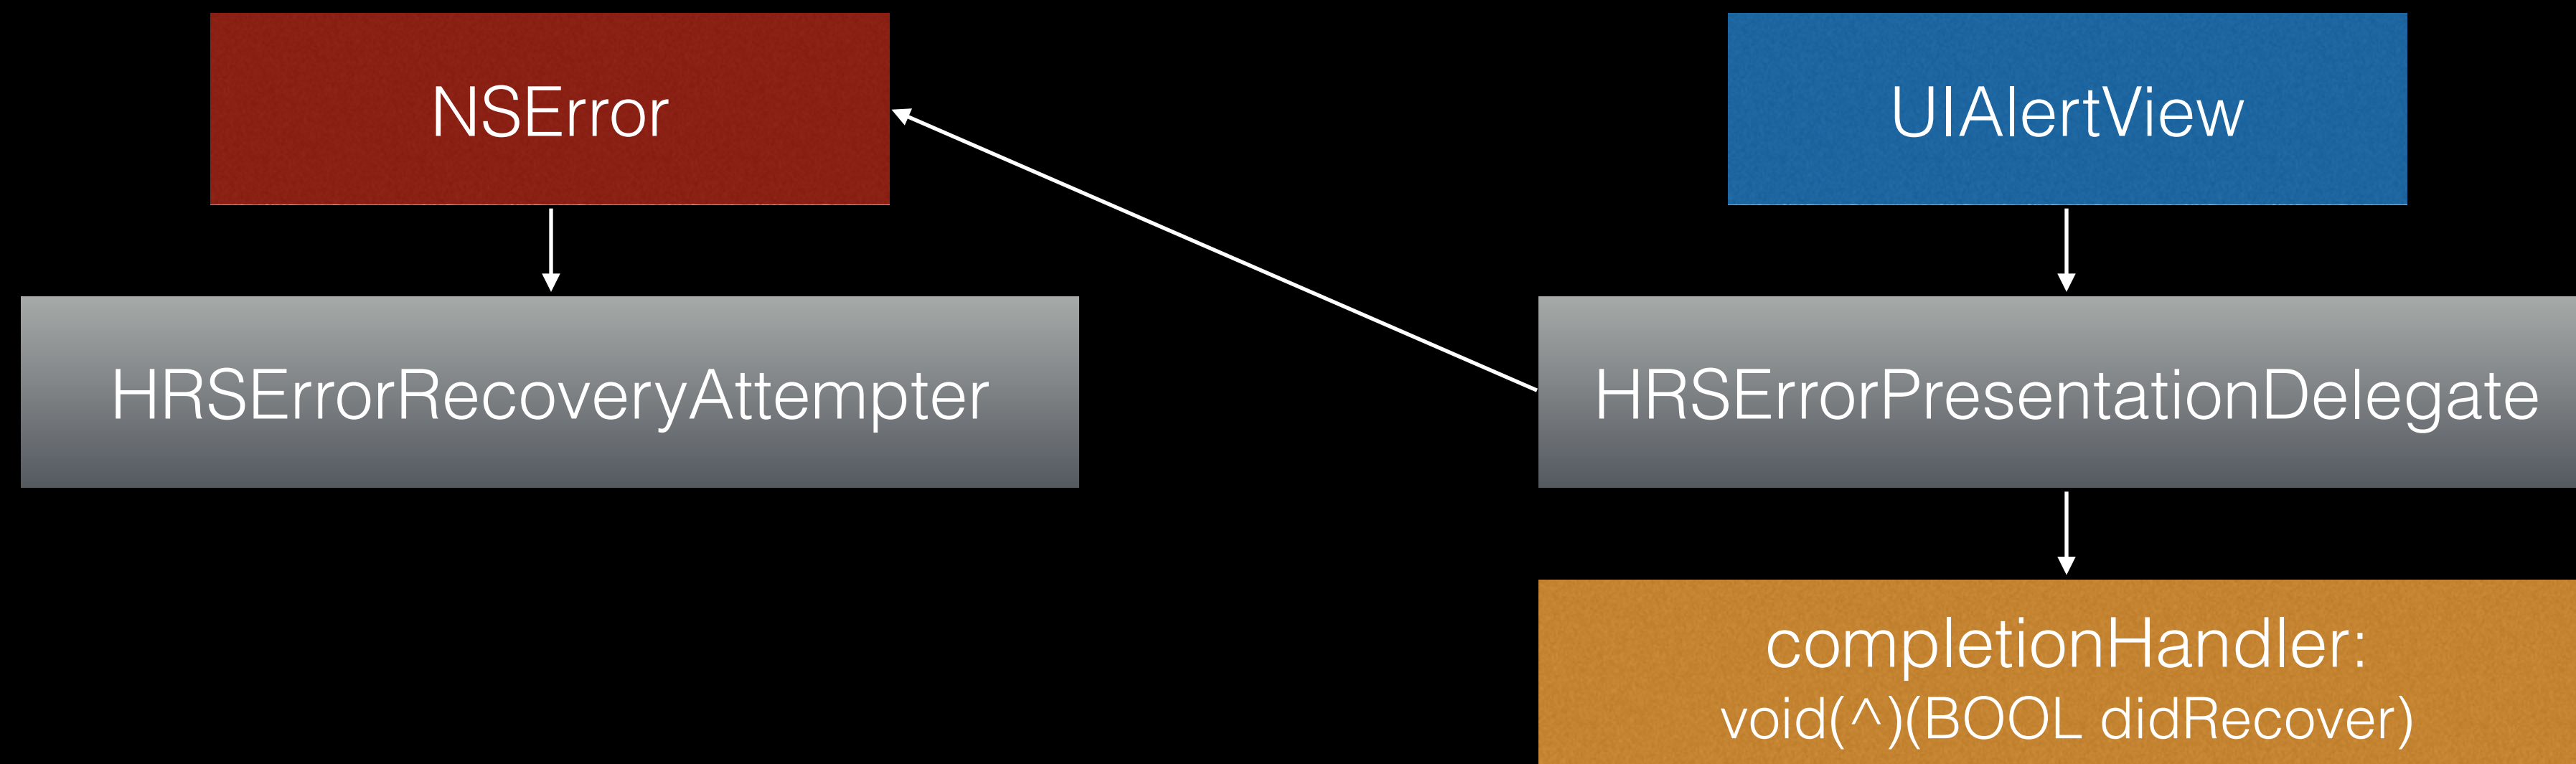 NSError
UIAlertView
HRSErrorRecoveryAttempter
HRSErrorPresentationDelegate
completionHandler:
void(^)(BOOL didRecover)